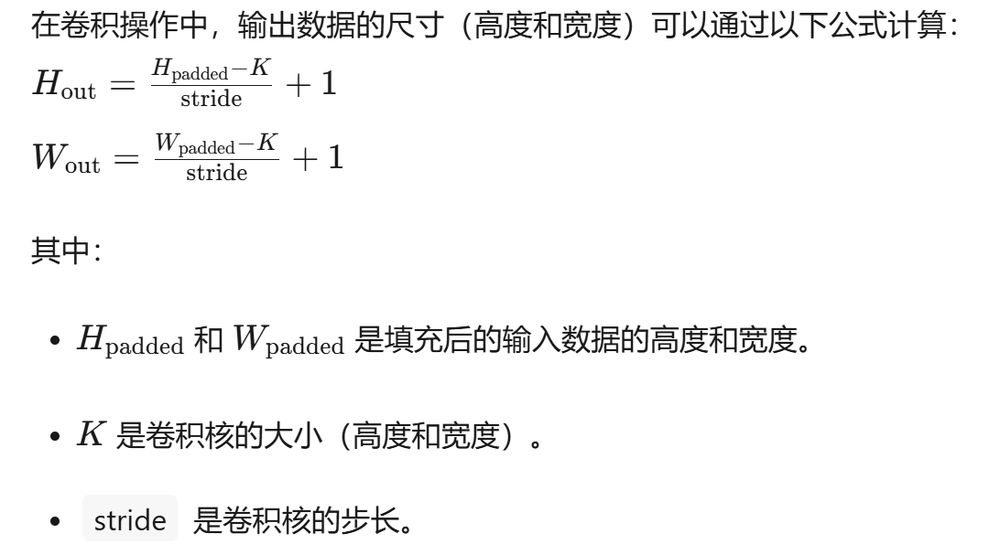 在卷积操作中，输出数据的尺寸（高度和宽度）可以通过以下公式计算：
$H_{\text{out}} = \frac{H_{\text{padded}} - K}{\text{stride}} + 1$
$W_{\text{out}} = \frac{W_{\text{padded}} - K}{\text{stride}} + 1$
其中：
• $H_{\text{padded}}$ 和 $W_{\text{padded}}$ 是填充后的输入数据的高度和宽度。
• $K$ 是卷积核的大小（高度和宽度）。
• stride 是卷积核的步长。